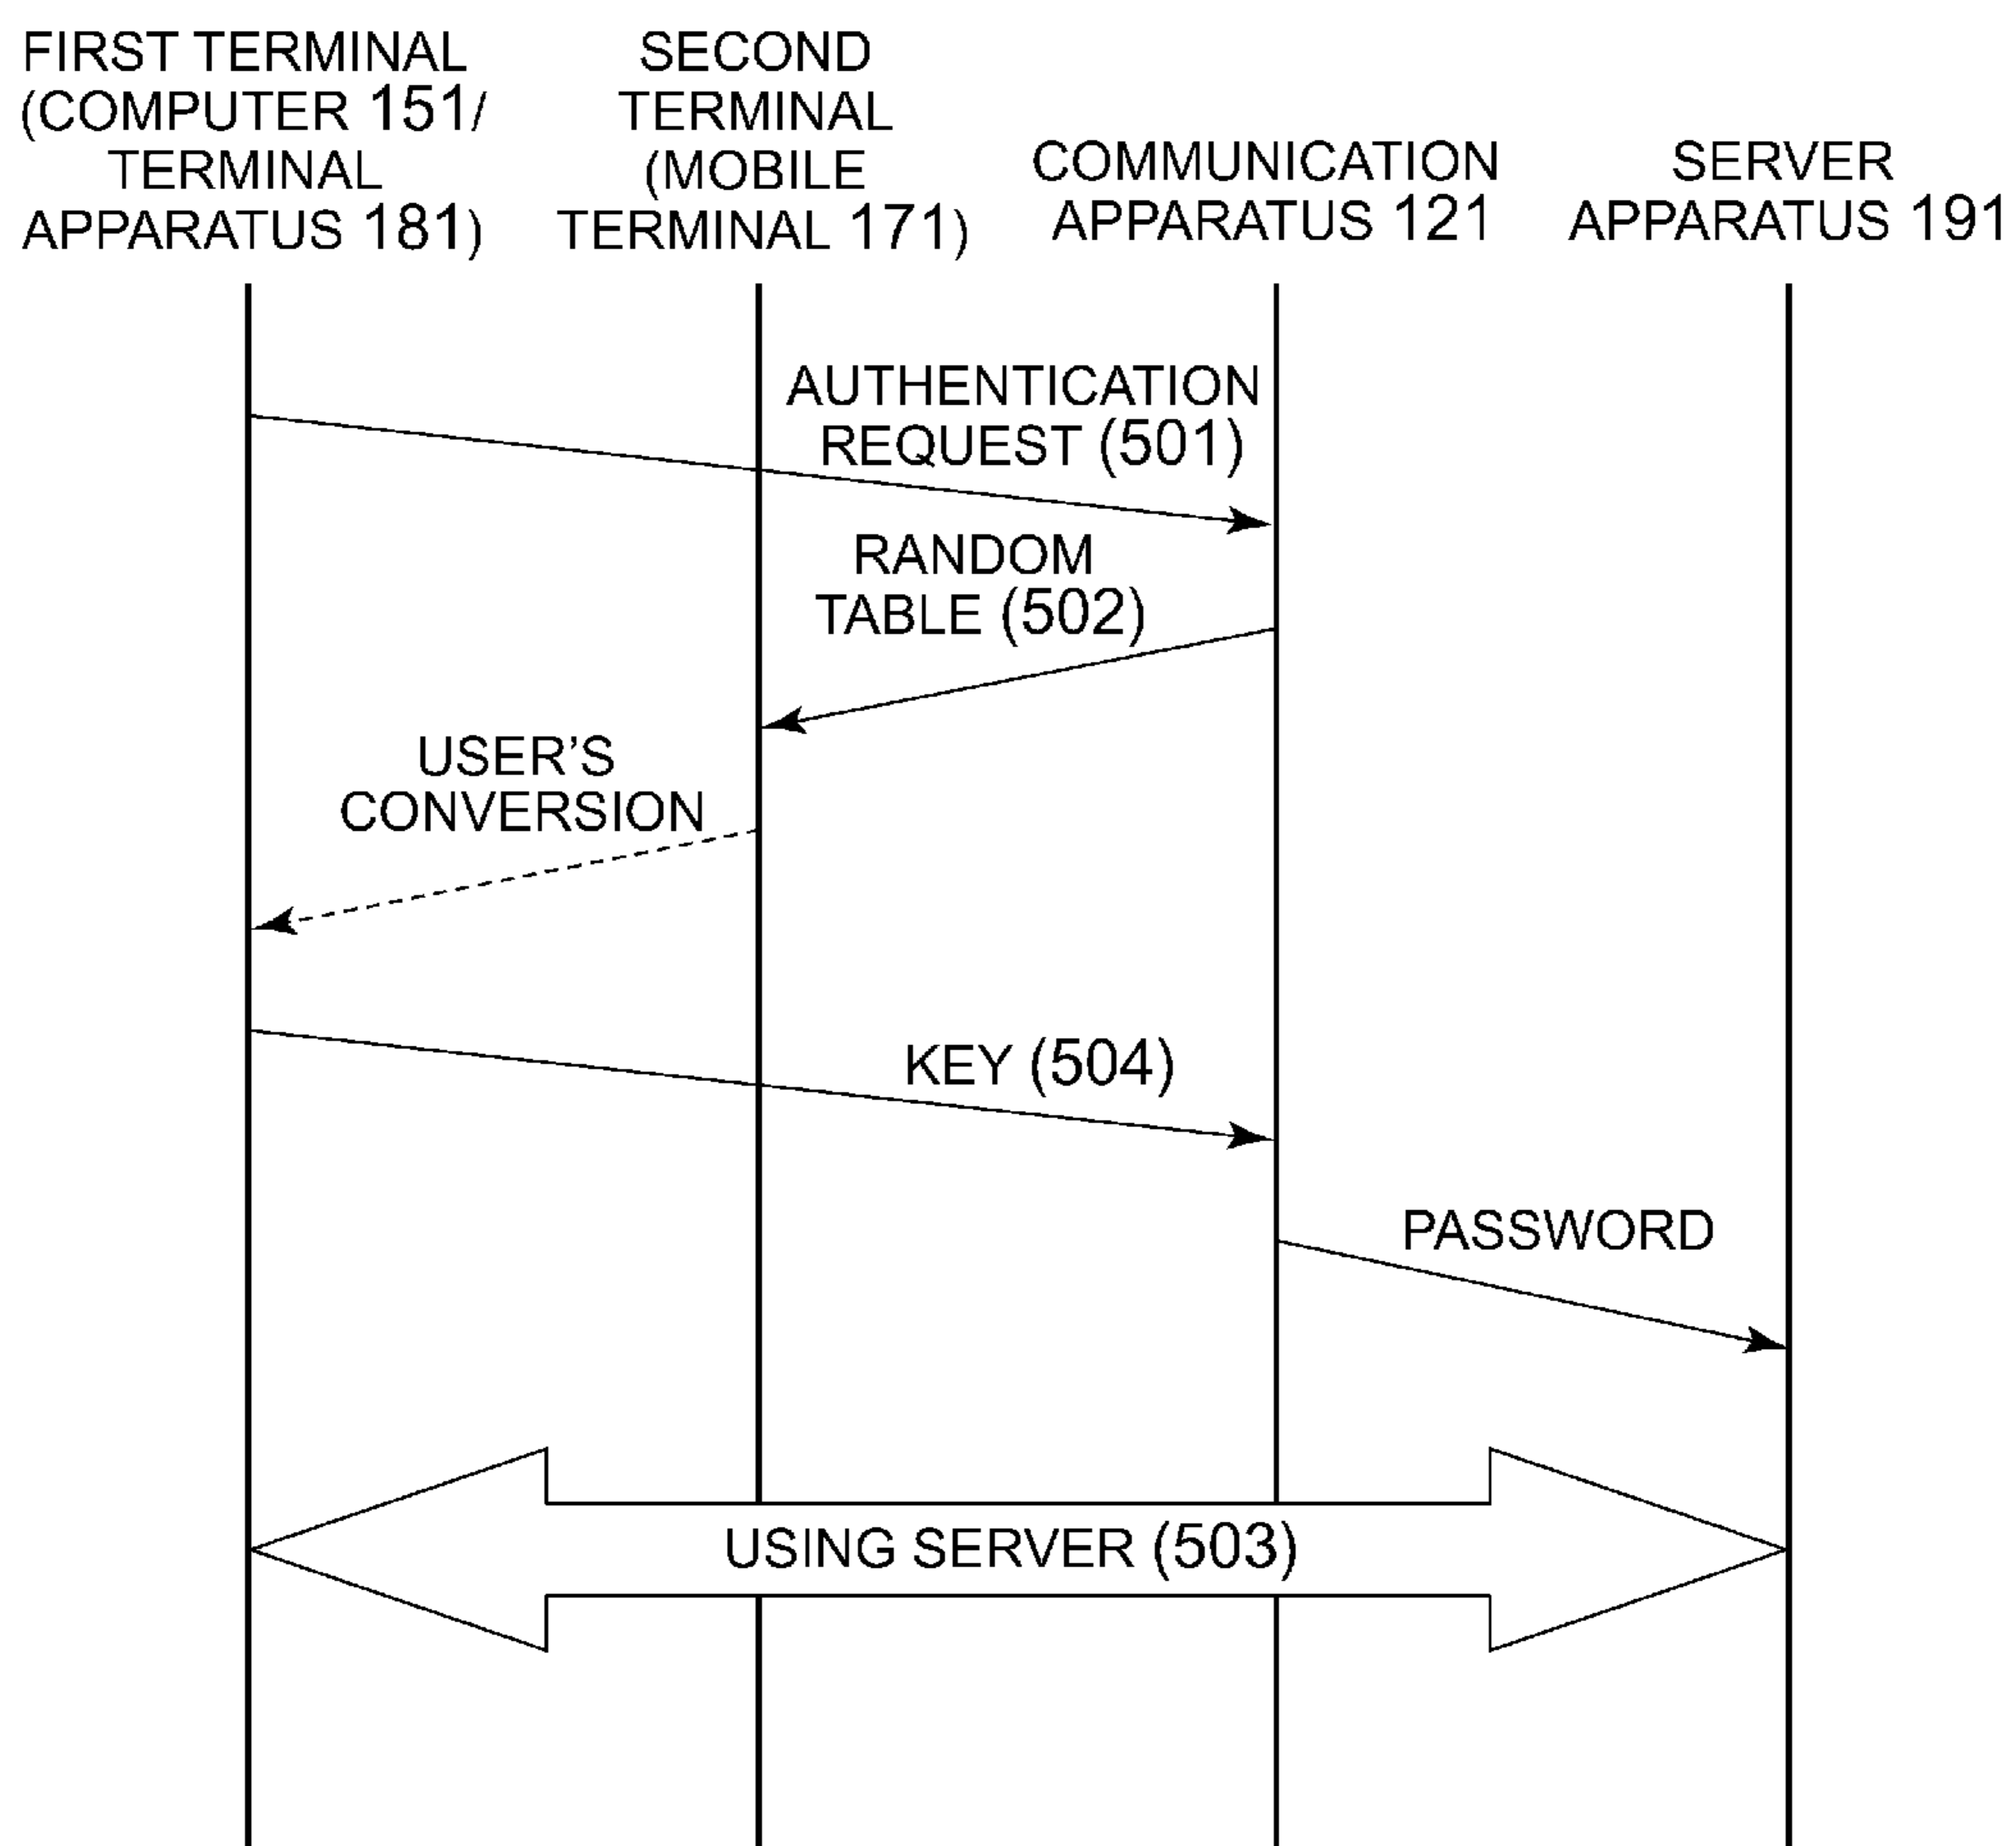 FIRST TERMINAL
(COMPUTER 151/
TERMINAL
APPARATUS 181)
SECOND
TERMINAL
(MOBILE
TERMINAL 171)
COMMUNICATION
APPARATUS 121
SERVER
APPARATUS 191
AUTHENTICATION
REQUEST (501)
RANDOM
TABLE (502)
USER’S
CONVERSION
KEY (504)
PASSWORD
USING SERVER (503)